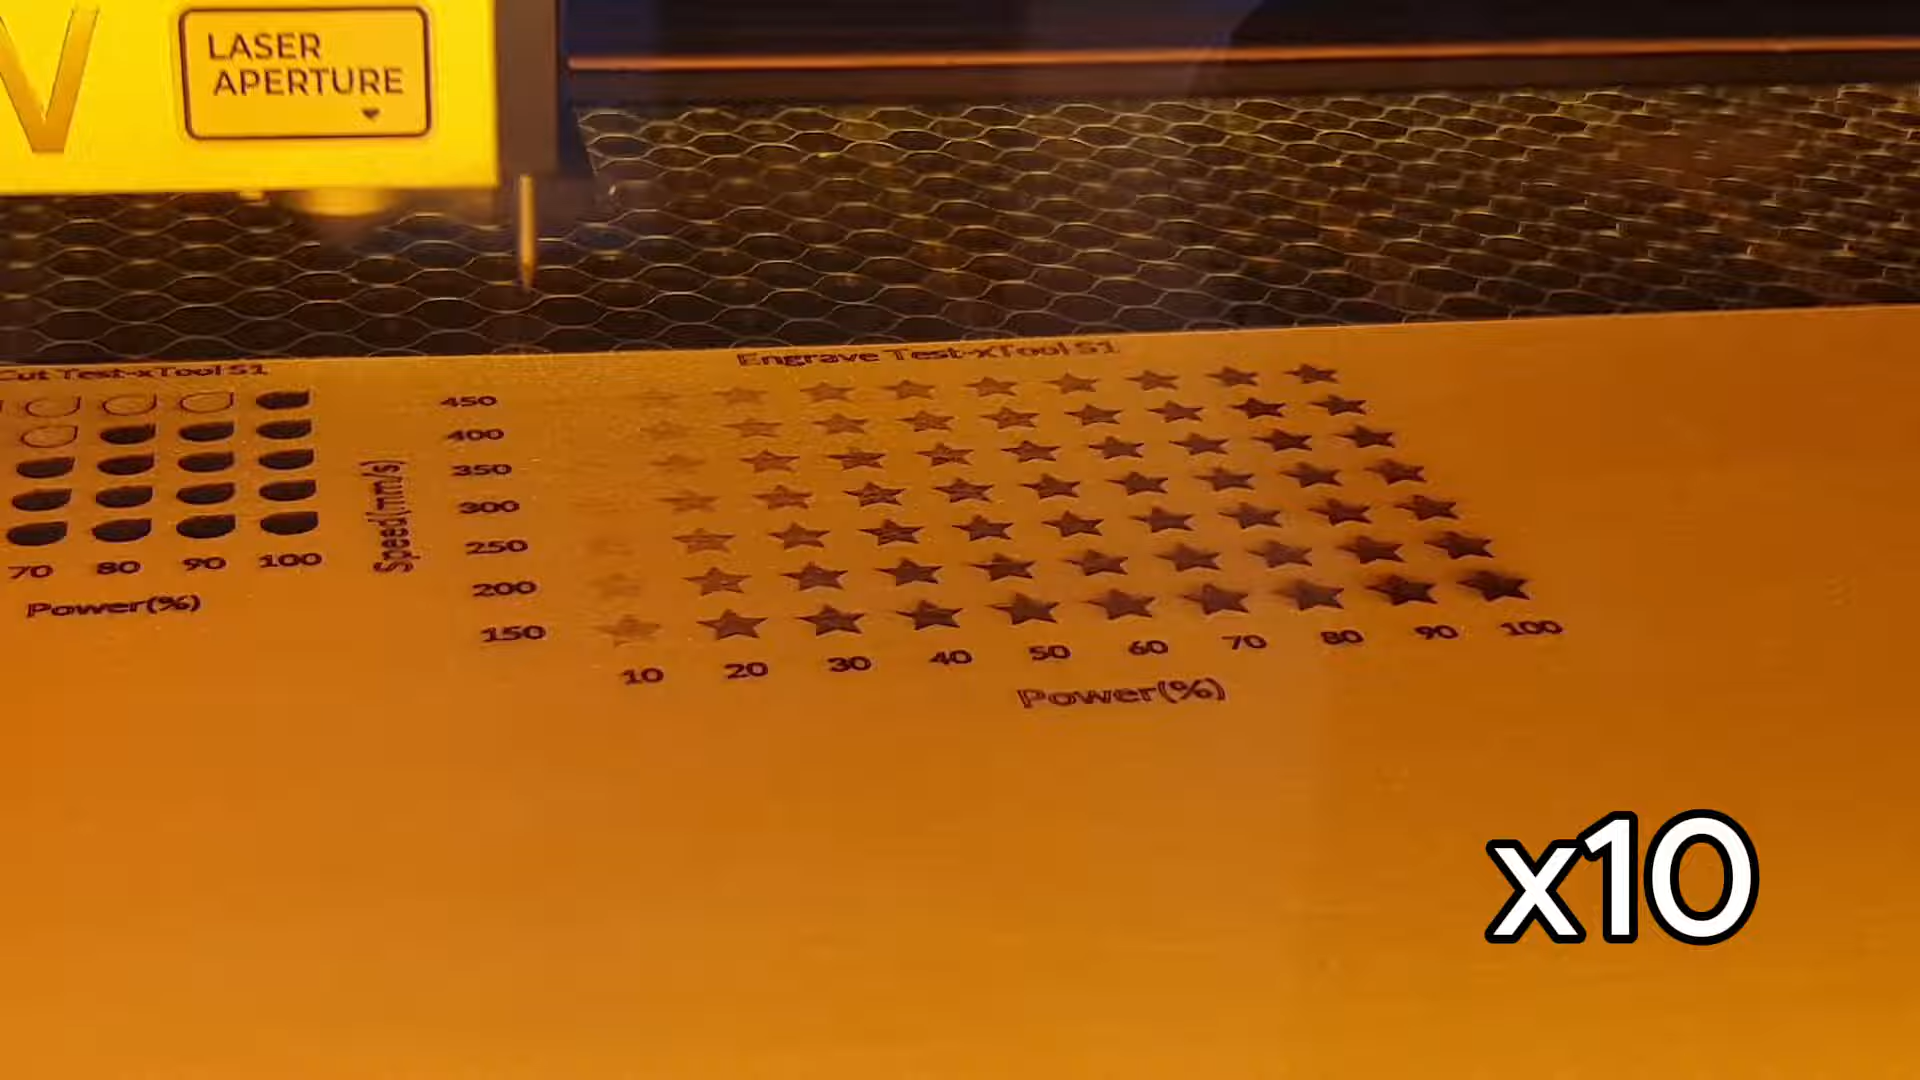 V
LASER
APERTURE
Cut Test-xTool S1
70 80 90 100
Power(%)
Engrave Test-xTool S1
Speed(mm/s)
450
400
350
300
250
200
150
10 20 30 40 50 60 70 80 90 100
Power(%)
x10